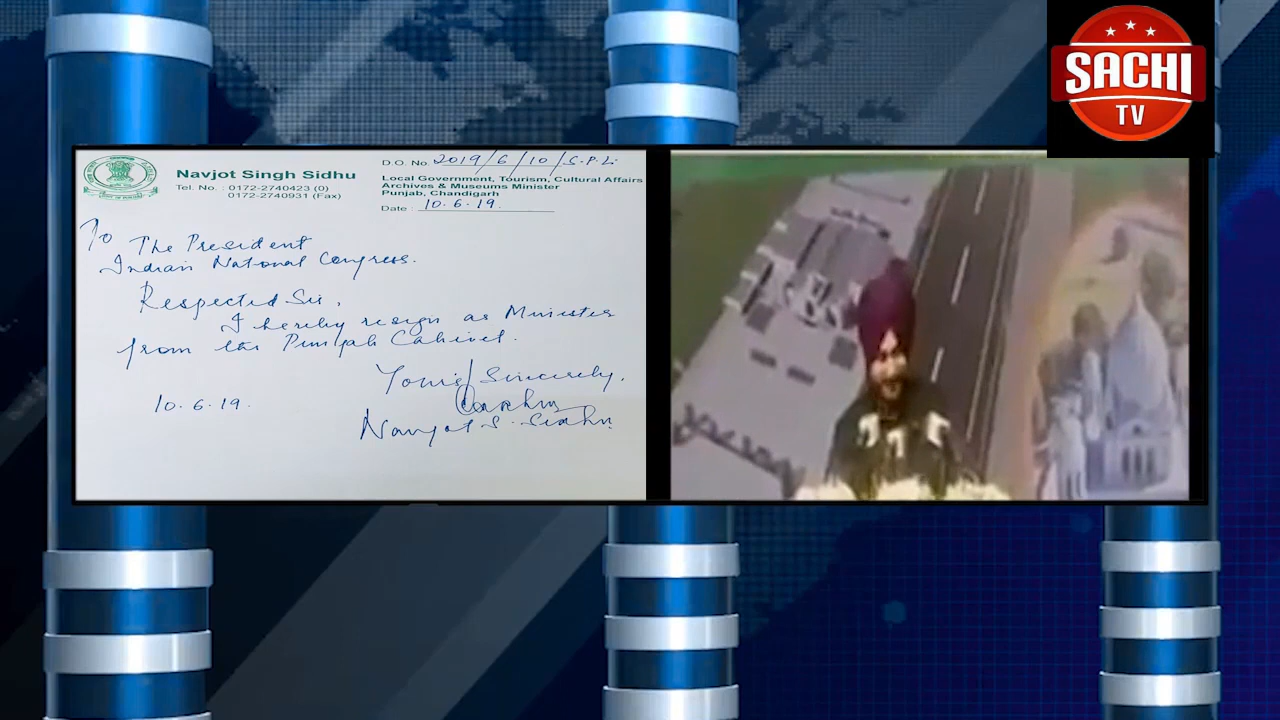 SACHI
TV
Navjot Singh Sidhu
Tel. No. : 0172-2740423 (0)
0172-2740931 (Fax)
D.O. No. 2019/6/10/S.P.L.
Local Government, Tourism, Cultural Affairs
Archives & Museums Minister
Punjab, Chandigarh
Date : 10.6.19.
To
The President
Indian National Congress.
Respected Sir,
I hereby resign as Minister
from the Punjab Cabinet.
Yours Sincerely,
10.6.19.
Navjot S. Sidhu